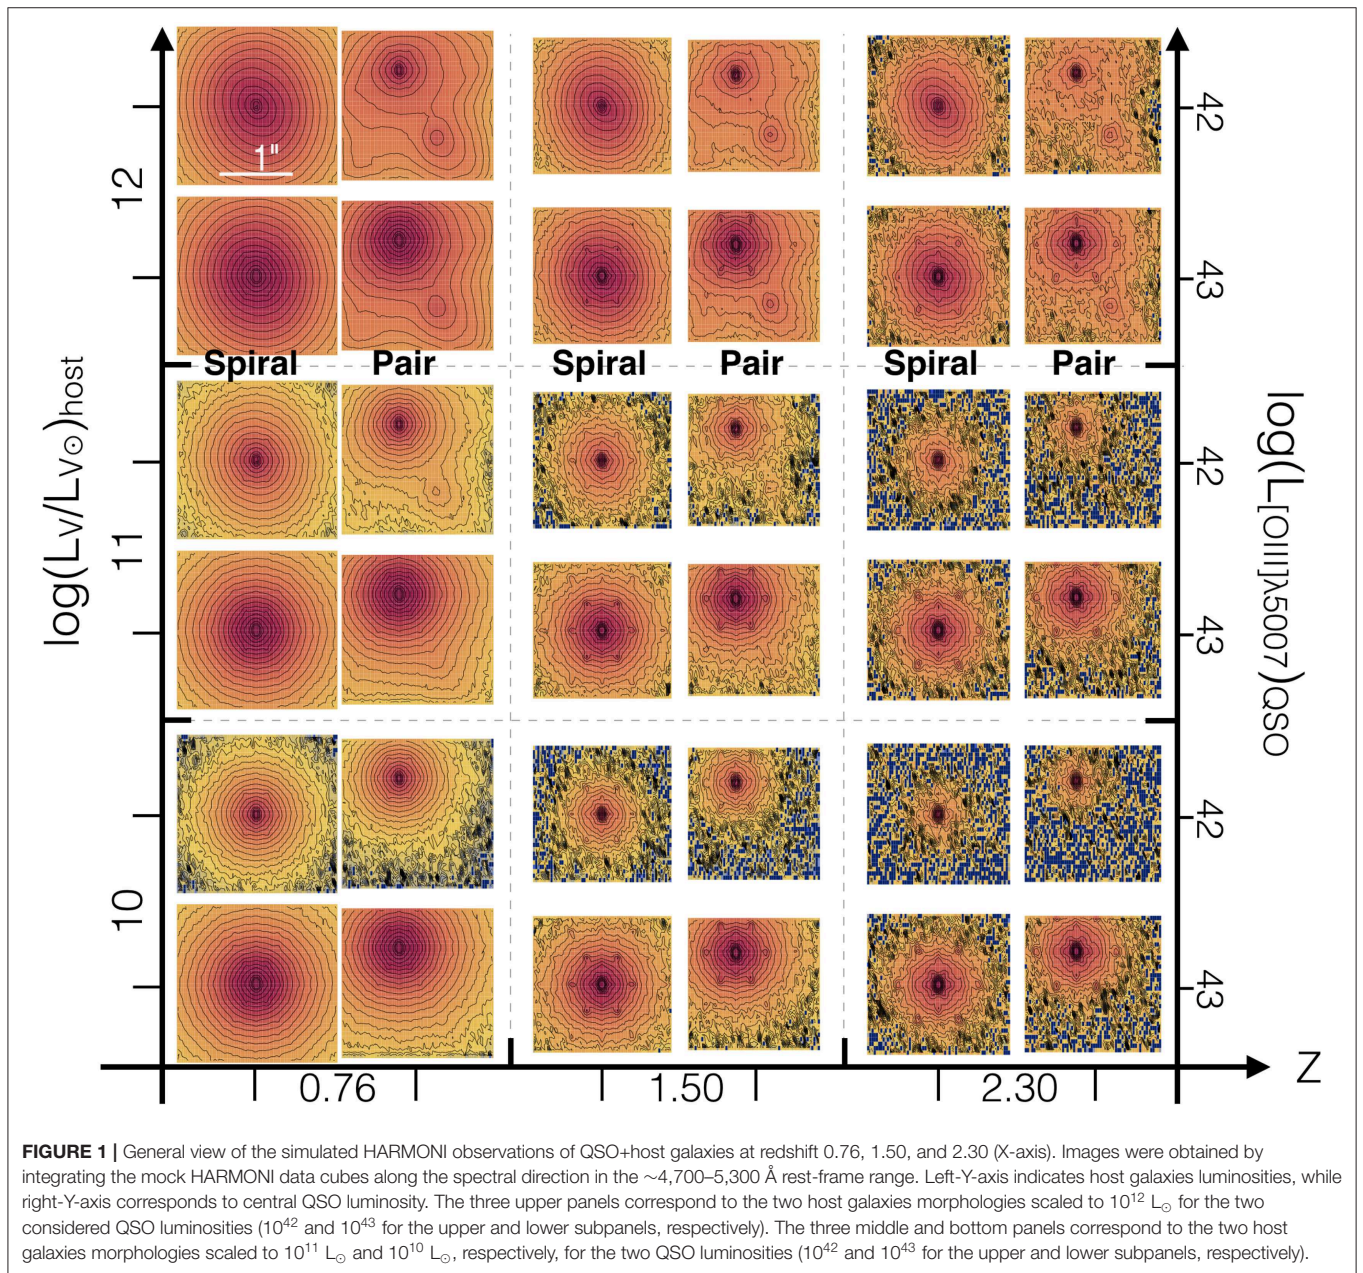 1"
12
11
10
log(Lv/Lv⊙)host
Spiral Pair Spiral Pair Spiral Pair
42
43
42
43
42
43
log(L[OIII]λ5007)QSO
0.76 1.50 2.30 Z
FIGURE 1 | General view of the simulated HARMONI observations of QSO+host galaxies at redshift 0.76, 1.50, and 2.30 (X-axis). Images were obtained by
integrating the mock HARMONI data cubes along the spectral direction in the ∼4,700–5,300 Å rest-frame range. Left-Y-axis indicates host galaxies luminosities, while
right-Y-axis corresponds to central QSO luminosity. The three upper panels correspond to the two host galaxies morphologies scaled to 10¹² L⊙ for the two
considered QSO luminosities (10⁴² and 10⁴³ for the upper and lower subpanels, respectively). The three middle and bottom panels correspond to the two host
galaxies morphologies scaled to 10¹¹ L⊙ and 10¹⁰ L⊙, respectively, for the two QSO luminosities (10⁴² and 10⁴³ for the upper and lower subpanels, respectively).